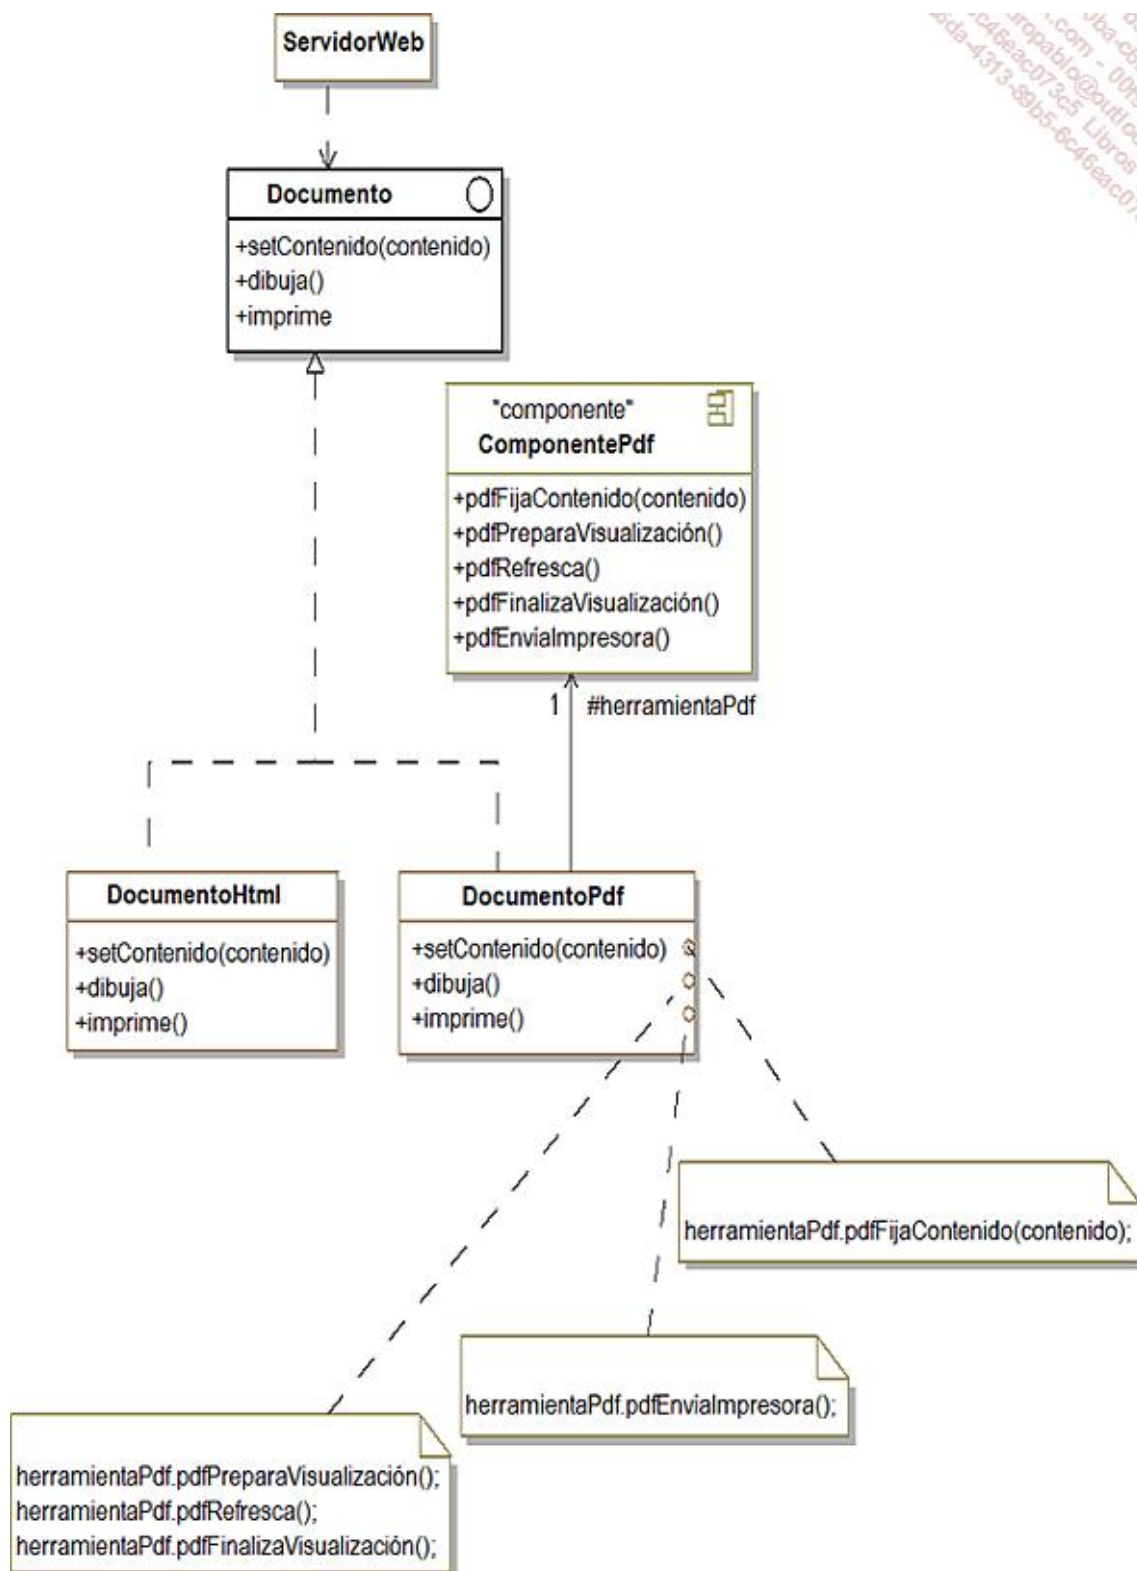 ServidorWeb
Documento
+setContenido(contenido)
+dibuja()
+imprime
"componente"
ComponentePdf
+pdfFijaContenido(contenido)
+pdfPreparaVisualización()
+pdfRefresca()
+pdfFinalizaVisualización()
+pdfEnviaImpresora()
1 #herramientaPdf
DocumentoHtml
+setContenido(contenido)
+dibuja()
+imprime()
DocumentoPdf
+setContenido(contenido)
+dibuja()
+imprime()
herramientaPdf.pdfFijaContenido(contenido);
herramientaPdf.pdfEnviaImpresora();
herramientaPdf.pdfPreparaVisualización();
herramientaPdf.pdfRefresca();
herramientaPdf.pdfFinalizaVisualización();